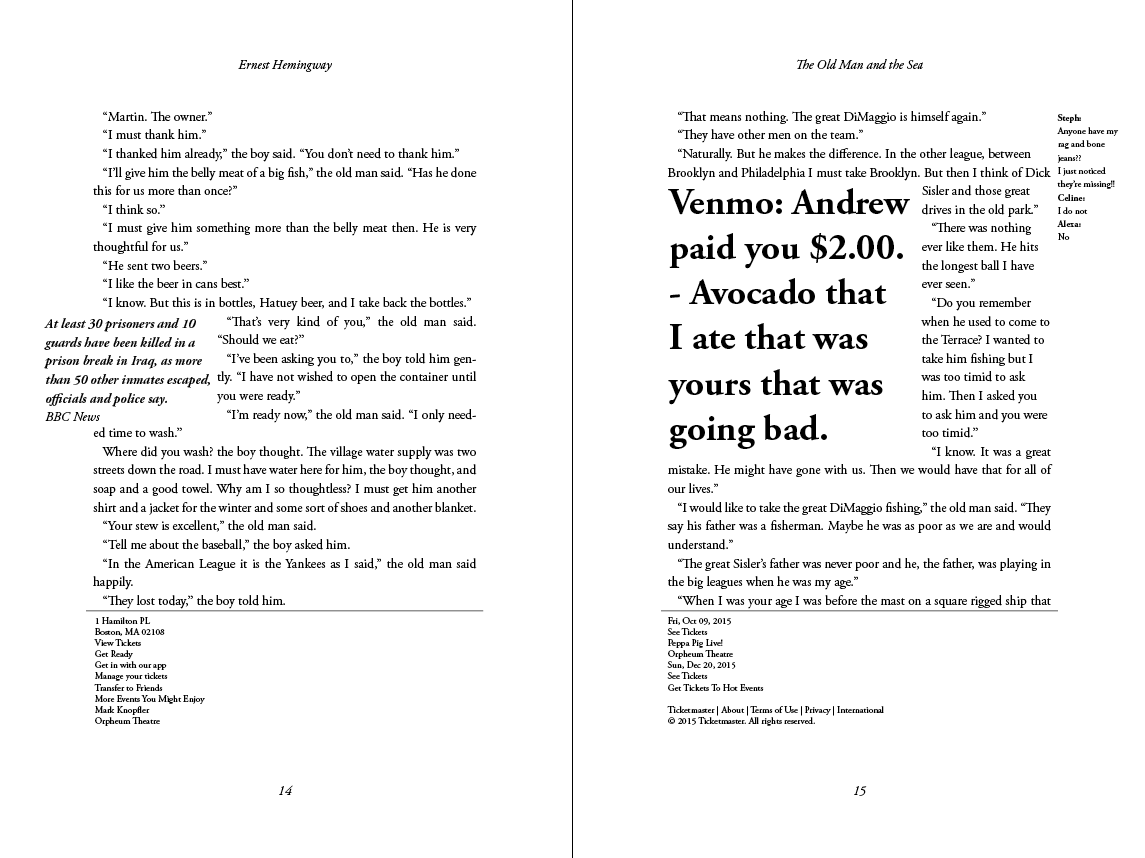 Ernest Hemingway
“Martin. The owner.”
“I must thank him.”
“I thanked him already,” the boy said. “You don’t need to thank him.”
“I’ll give him the belly meat of a big fish,” the old man said. “Has he done
this for us more than once?”
“I think so.”
“I must give him something more than the belly meat then. He is very
thoughtful for us.”
“He sent two beers.”
“I like the beer in cans best.”
“I know. But this is in bottles, Hatuey beer, and I take back the bottles.”
At least 30 prisoners and 10
guards have been killed in a
prison break in Iraq, as more
than 50 other inmates escaped,
officials and police say.
BBC News
“That’s very kind of you,” the old man said.
“Should we eat?”
“I’ve been asking you to,” the boy told him gen-
tly. “I have not wished to open the container until
you were ready.”
“I’m ready now,” the old man said. “I only need-
ed time to wash.”
Where did you wash? the boy thought. The village water supply was two
streets down the road. I must have water here for him, the boy thought, and
soap and a good towel. Why am I so thoughtless? I must get him another
shirt and a jacket for the winter and some sort of shoes and another blanket.
“Your stew is excellent,” the old man said.
“Tell me about the baseball,” the boy asked him.
“In the American League it is the Yankees as I said,” the old man said
happily.
“They lost today,” the boy told him.
1 Hamilton PL
Boston, MA 02108
View Tickets
Get Ready
Get in with our app
Manage your tickets
Transfer to Friends
More Events You Might Enjoy
Mark Knopfler
Orpheum Theatre
14
The Old Man and the Sea
“That means nothing. The great DiMaggio is himself again.”
“They have other men on the team.”
“Naturally. But he makes the difference. In the other league, between
Brooklyn and Philadelphia I must take Brooklyn. But then I think of Dick
Venmo: Andrew
paid you $2.00.
- Avocado that
I ate that was
yours that was
going bad.
Sisler and those great
drives in the old park.”
“There was nothing
ever like them. He hits
the longest ball I have
ever seen.”
“Do you remember
when he used to come to
the Terrace? I wanted to
take him fishing but I
was too timid to ask
him. Then I asked you
to ask him and you were
too timid.”
“I know. It was a great
mistake. He might have gone with us. Then we would have that for all of
our lives.”
“I would like to take the great DiMaggio fishing,” the old man said. “They
say his father was a fisherman. Maybe he was as poor as we are and would
understand.”
“The great Sisler’s father was never poor and he, the father, was playing in
the big leagues when he was my age.”
“When I was your age I was before the mast on a square rigged ship that
Steph:
Anyone have my
rag and bone
jeans??
I just noticed
they’re missing!!
Celine:
I do not
Alexa:
No
Fri, Oct 09, 2015
See Tickets
Peppa Pig Live!
Orpheum Theatre
Sun, Dec 20, 2015
See Tickets
Get Tickets To Hot Events
Ticketmaster | About | Terms of Use | Privacy | International
© 2015 Ticketmaster. All rights reserved.
15